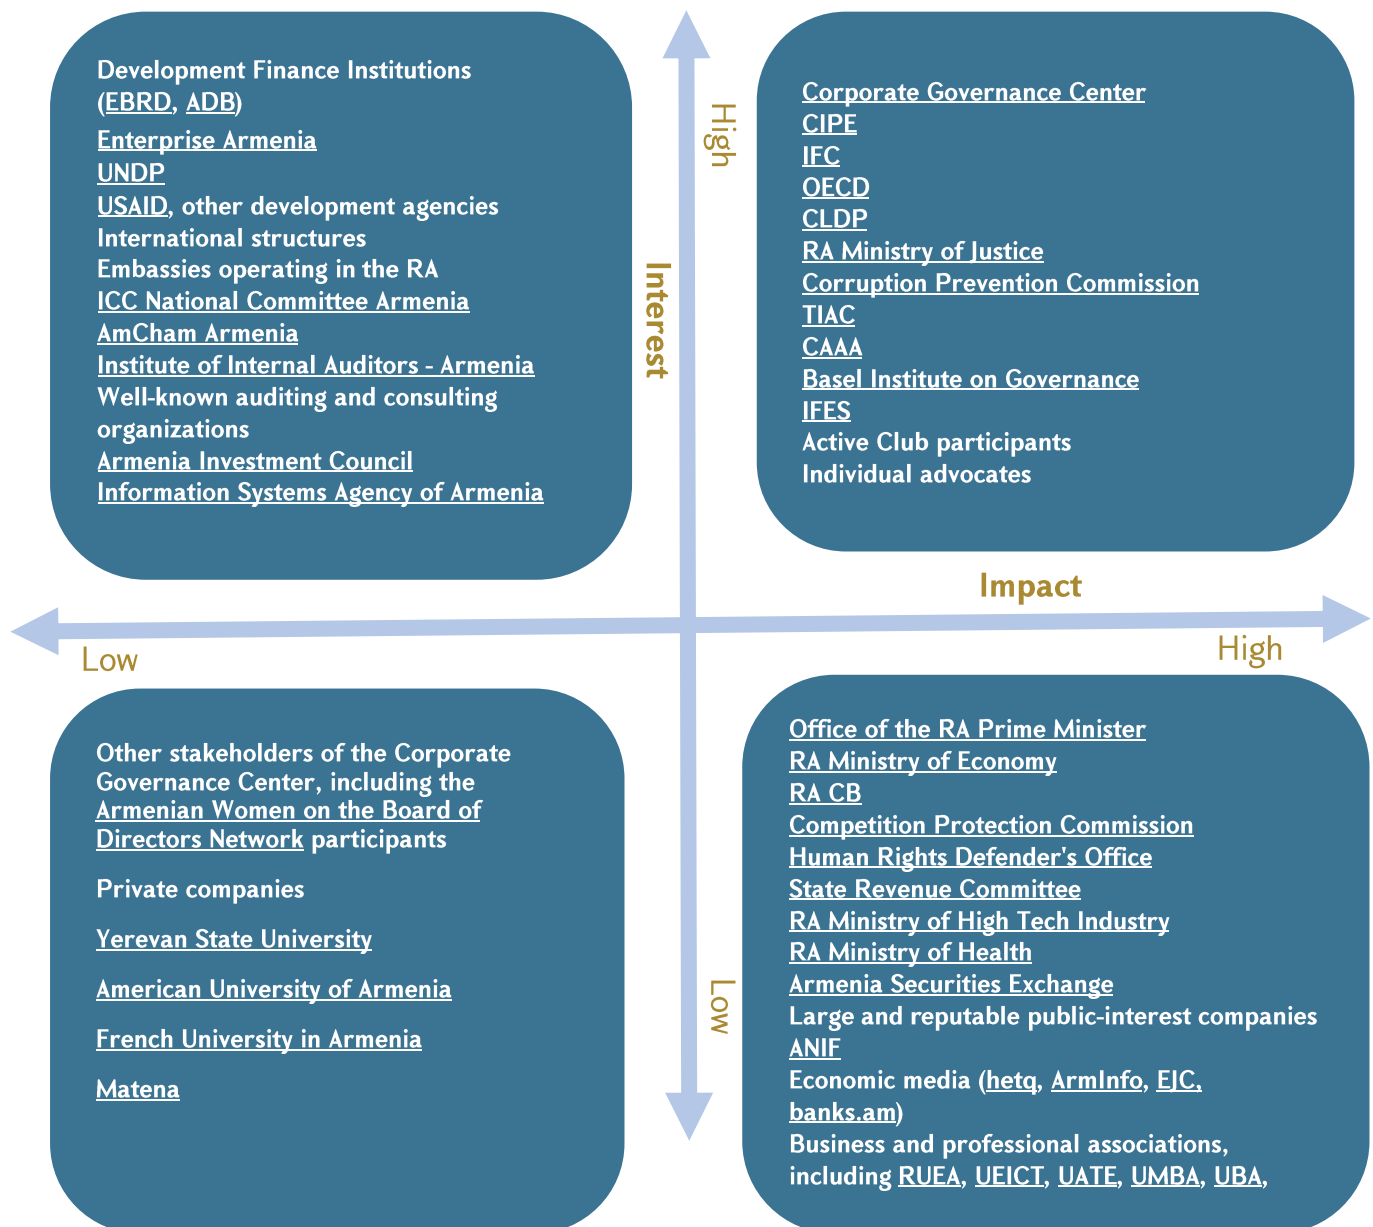 Development Finance Institutions
(EBRD, ADB)
Enterprise Armenia
UNDP
USAID, other development agencies
International structures
Embassies operating in the RA
ICC National Committee Armenia
AmCham Armenia
Institute of Internal Auditors - Armenia
Well-known auditing and consulting
organizations
Armenia Investment Council
Information Systems Agency of Armenia
High
Interest
Corporate Governance Center
CIPE
IFC
OECD
CLDP
RA Ministry of Justice
Corruption Prevention Commission
TIAC
CAAA
Basel Institute on Governance
IFES
Active Club participants
Individual advocates
Impact
Low
High
Other stakeholders of the Corporate
Governance Center, including the
Armenian Women on the Board of
Directors Network participants
Private companies
Yerevan State University
American University of Armenia
French University in Armenia
Matena
Low
Office of the RA Prime Minister
RA Ministry of Economy
RA CB
Competition Protection Commission
Human Rights Defender's Office
State Revenue Committee
RA Ministry of High Tech Industry
RA Ministry of Health
Armenia Securities Exchange
Large and reputable public-interest companies
ANIF
Economic media (hetq, ArmInfo, EJC,
banks.am)
Business and professional associations,
including RUEA, UEICT, UATE, UMBA, UBA,